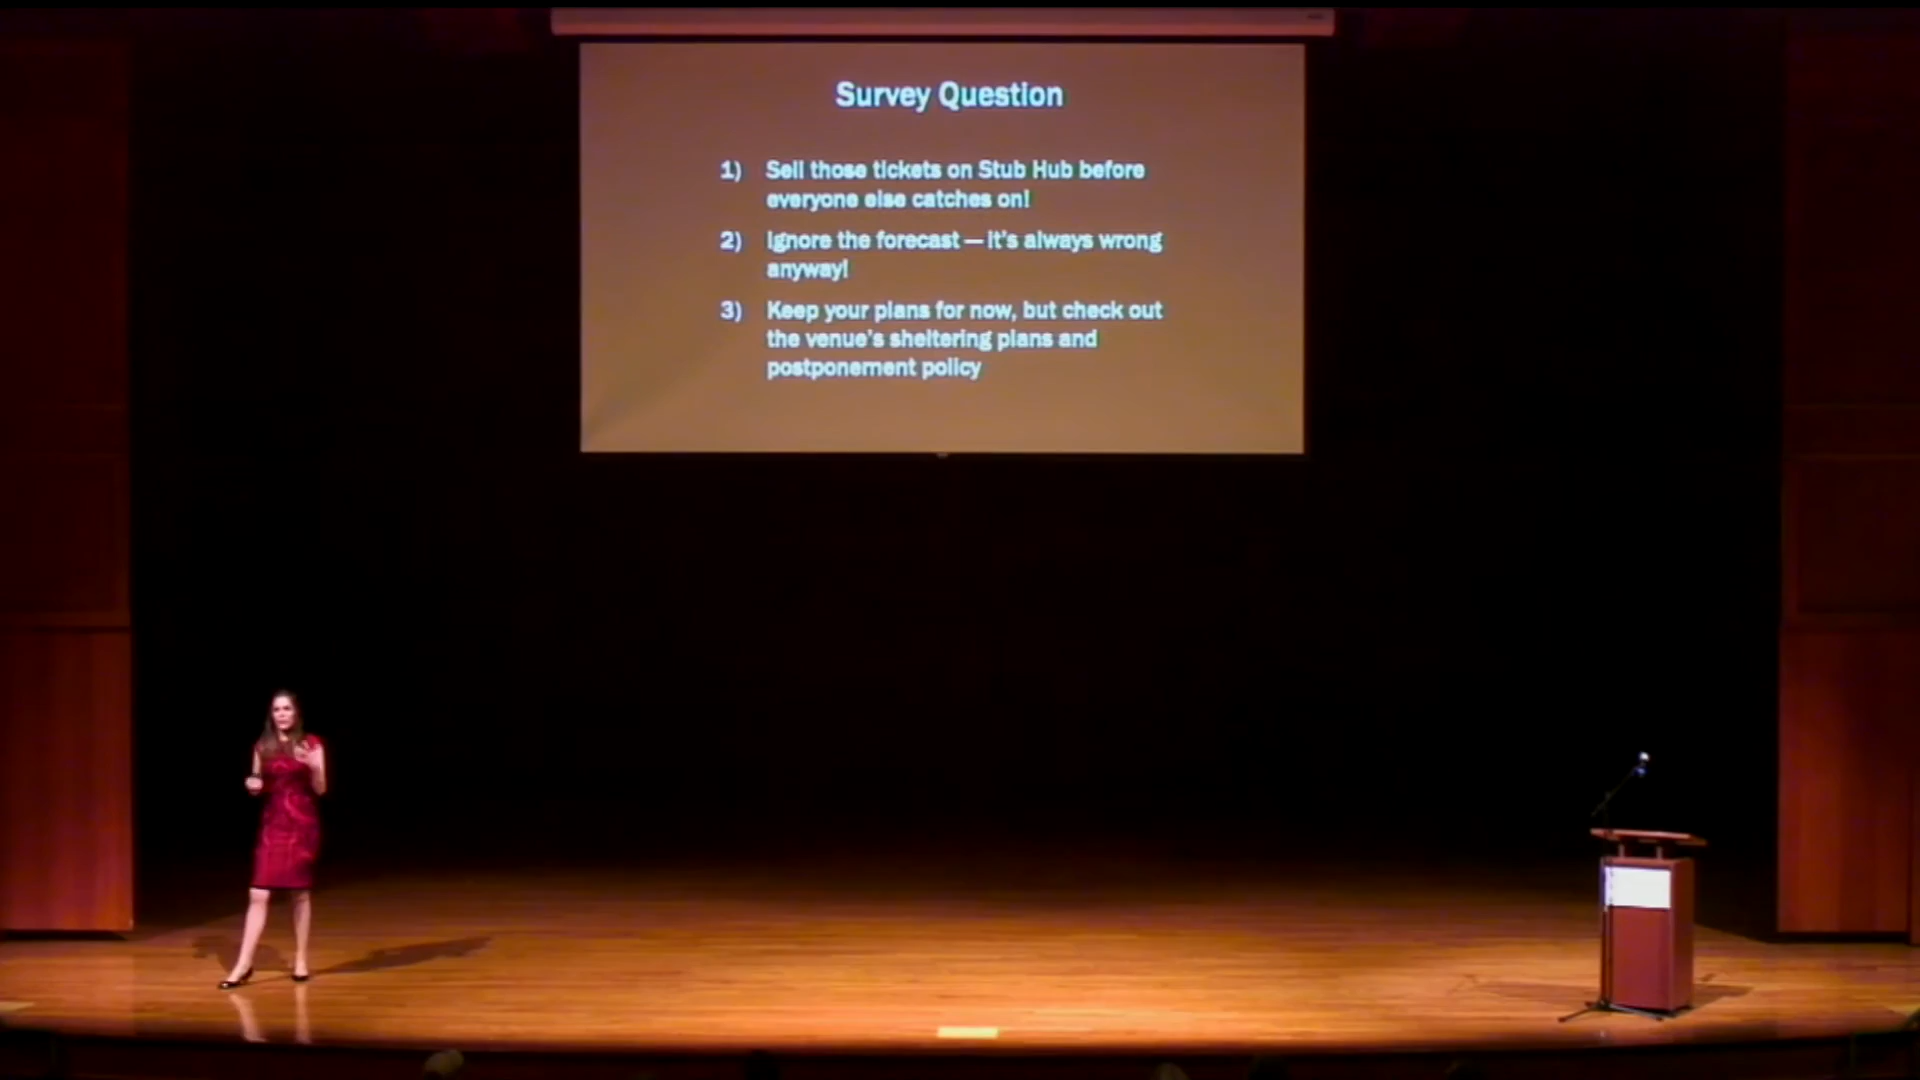 Survey Question
1) Sell those tickets on Stub Hub before
everyone else catches on!
2) Ignore the forecast — it's always wrong
anyway!
3) Keep your plans for now, but check out
the venue's sheltering plans and
postponement policy